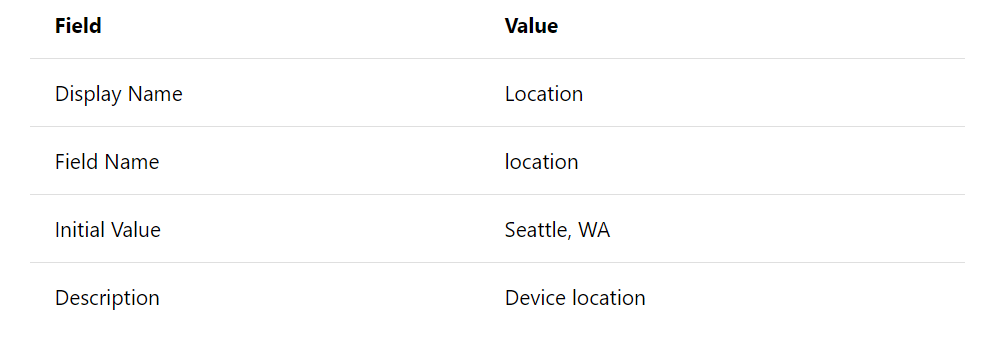 Field Value
Display Name Location
Field Name location
Initial Value Seattle, WA
Description Device location